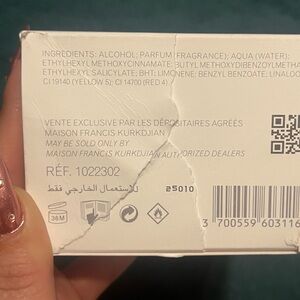 INGREDIENTS: ALCOHOL; PARFUM (FRAGRANCE); AQUA (WATER);
ETHYLHEXYL METHOXYCINNAMATE; BUTYL METHOXYDIBENZOYLMETHA
ETHYLHEXYL SALICYLATE; BHT; LIMONENE; BENZYL BENZOATE; LINALOO
CI 19140 (YELLOW 5); CI 14700 (RED 4).
VENTE EXCLUSIVE PAR LES DÉPOSITAIRES AGRÉÉS
MAISON FRANCIS KURKDJIAN
MAY BE SOLD ONLY BY
MAISON FRANCIS KURKDJIAN AUTHORIZED DEALERS
RÉF. 1022302
للاستعمال الخارجي فقط
25010
36M
3 700559 603116